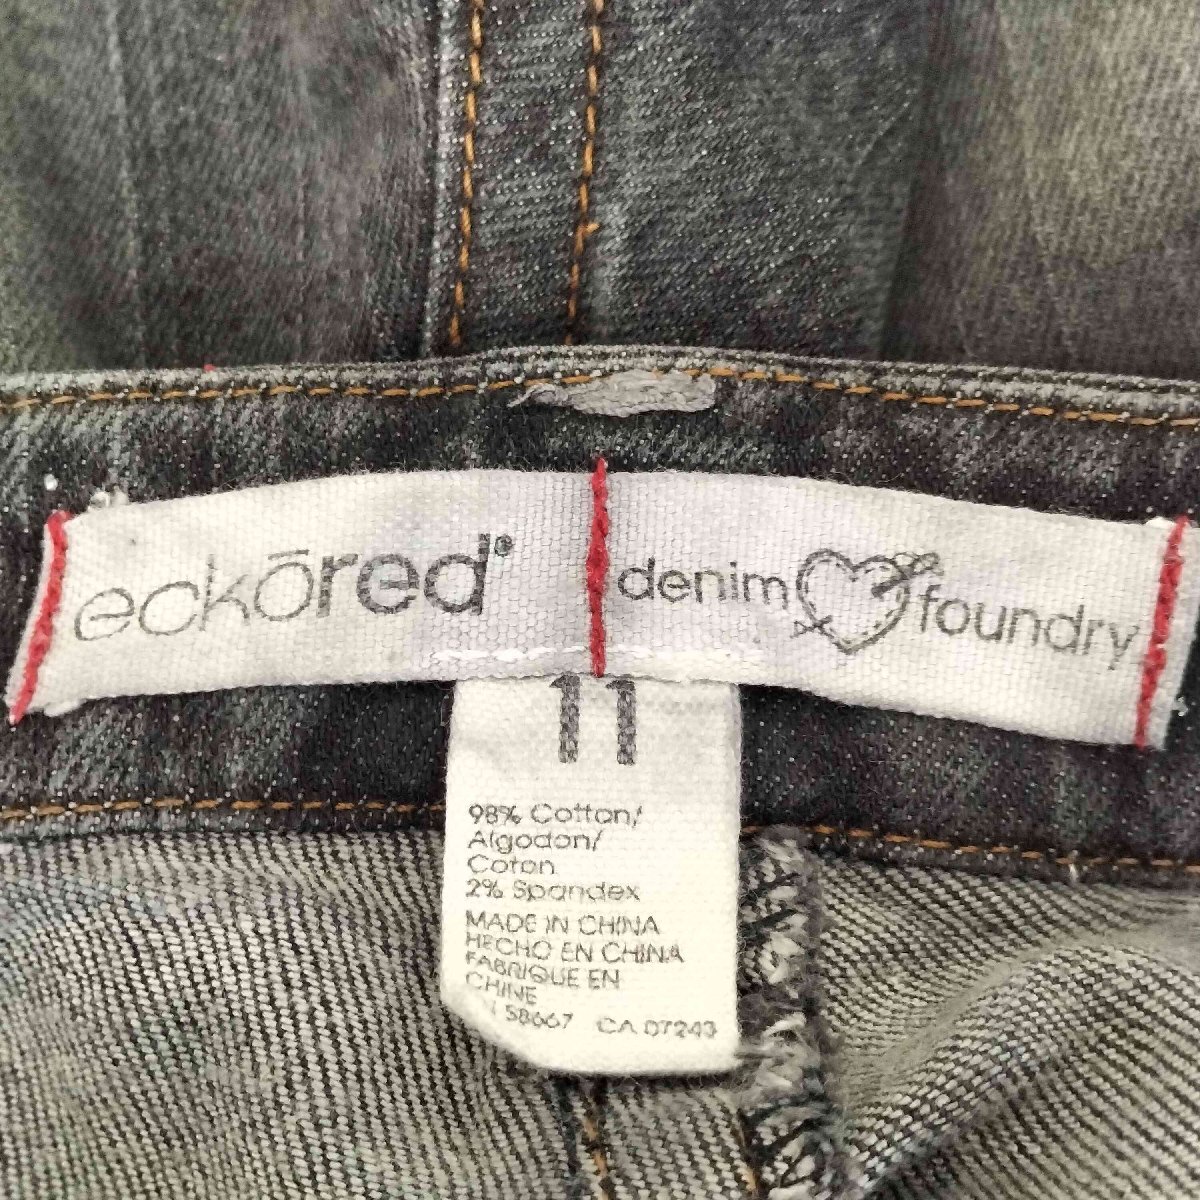 eckōred®
denim foundry
11
98% Cotton/
Algodon/
Coton
2% Spandex
MADE IN CHINA
HECHO EN CHINA
FABRIQUE EN
CHINE
58667 CA 07243